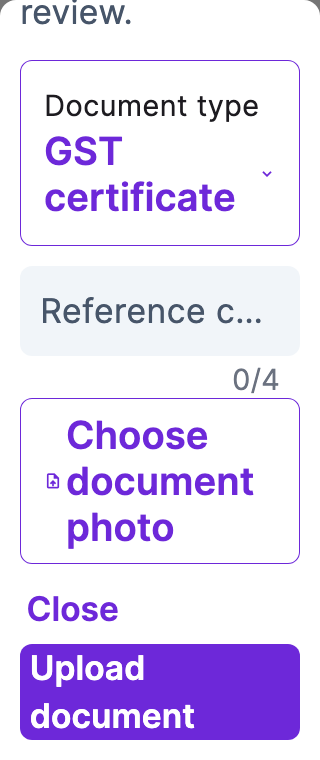 review.
Document type
GST
certificate
Reference c...
0/4
Choose
document
photo
Close
Upload
document